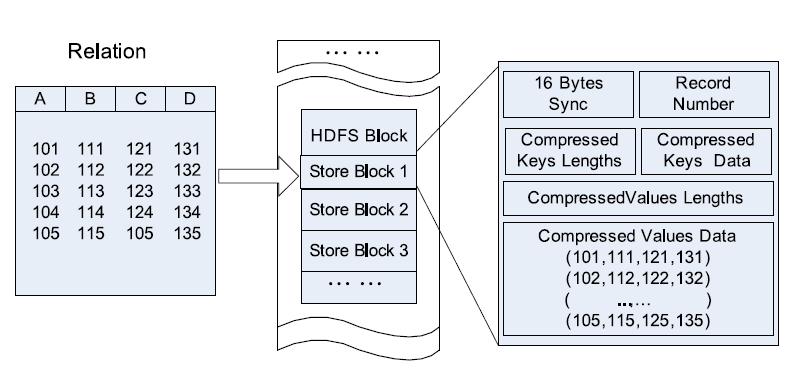 Relation
A B C D
101 111 121 131
102 112 122 132
103 113 123 133
104 114 124 134
105 115 105 135
... ...
HDFS Block
Store Block 1
Store Block 2
Store Block 3
... ...
16 Bytes
Sync
Record
Number
Compressed
Keys Lengths
Compressed
Keys Data
CompressedValues Lengths
Compressed Values Data
(101,111,121,131)
(102,112,122,132)
( ...,... )
(105,115,125,135)